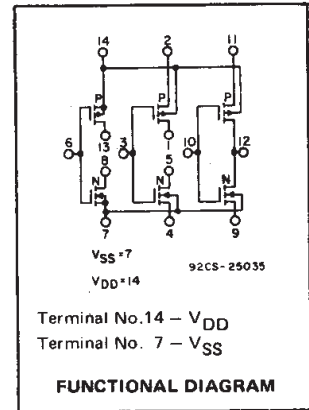 14 2 11
P P P
6 13 3 1 10 12
8 5
N N N
7 4 9
VSS=7
92CS-25035
VDD=14
Terminal No.14 – VDD
Terminal No. 7 – VSS
FUNCTIONAL DIAGRAM